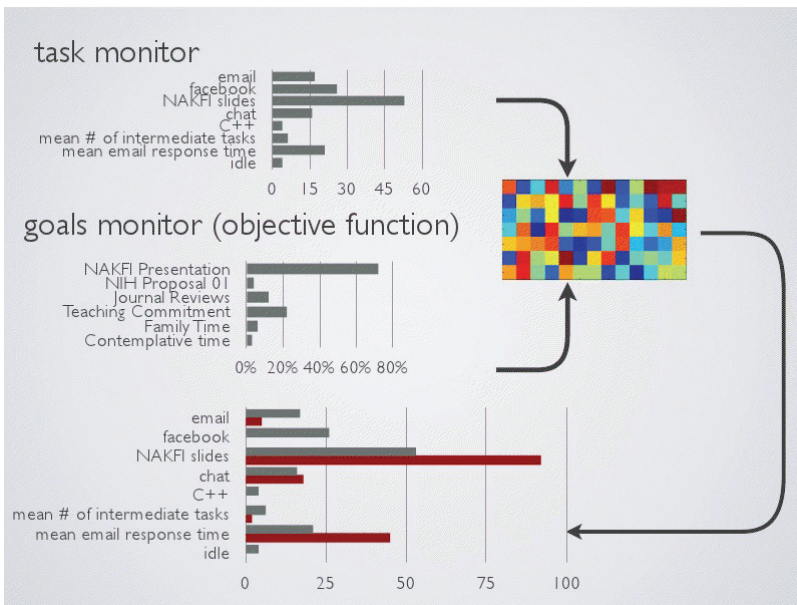 task monitor
email
facebook
NAKFI slides
chat
C++
mean # of intermediate tasks
mean email response time
idle
0 15 30 45 60
goals monitor (objective function)
NAKFI Presentation
NIH Proposal 01
Journal Reviews
Teaching Commitment
Family Time
Contemplative time
0% 20% 40% 60% 80%
email
facebook
NAKFI slides
chat
C++
mean # of intermediate tasks
mean email response time
idle
0 25 50 75 100